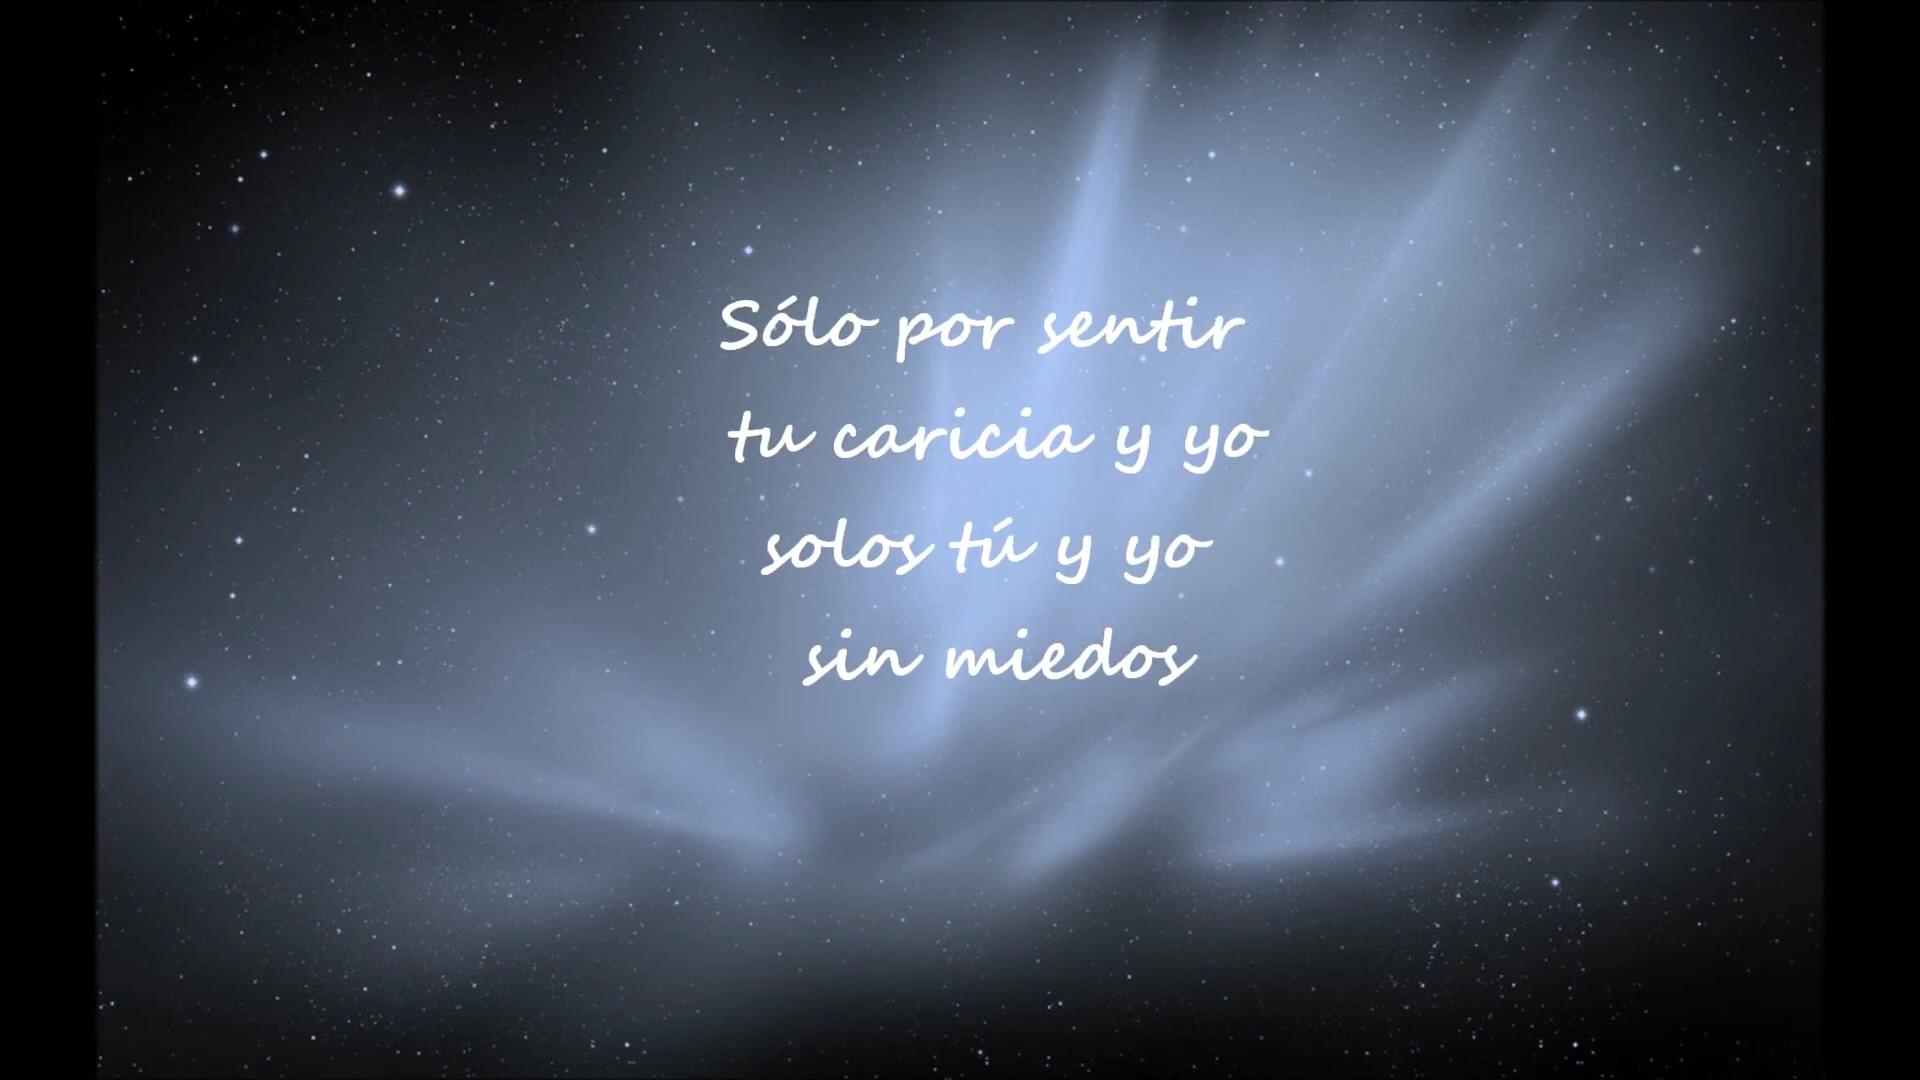 Sólo por sentir
tu caricia y yo
solos tú y yo
sin miedos